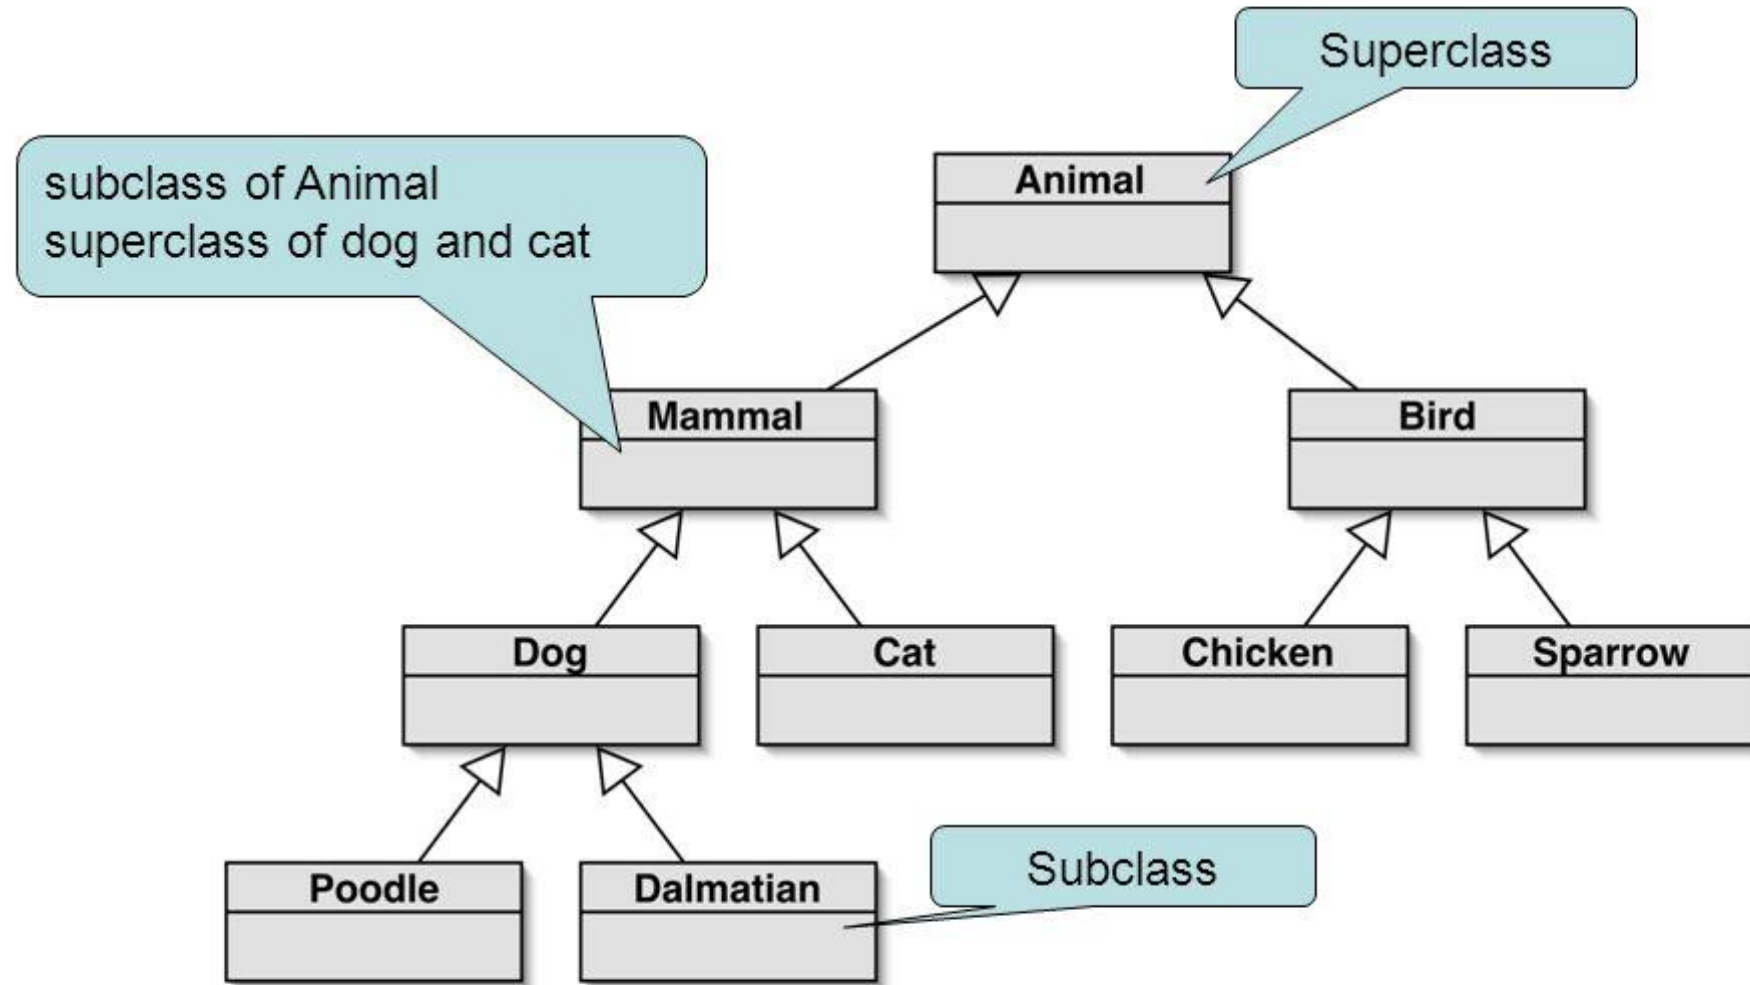 Superclass
subclass of Animal
superclass of dog and cat
Animal
Mammal
Bird
Dog
Cat
Chicken
Sparrow
Poodle
Dalmatian
Subclass